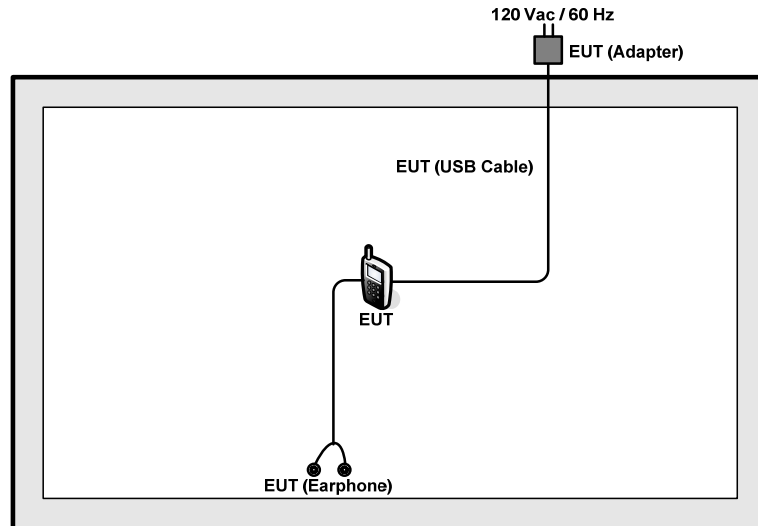 120 Vac / 60 Hz
EUT (Adapter)
EUT (USB Cable)
EUT
EUT (Earphone)